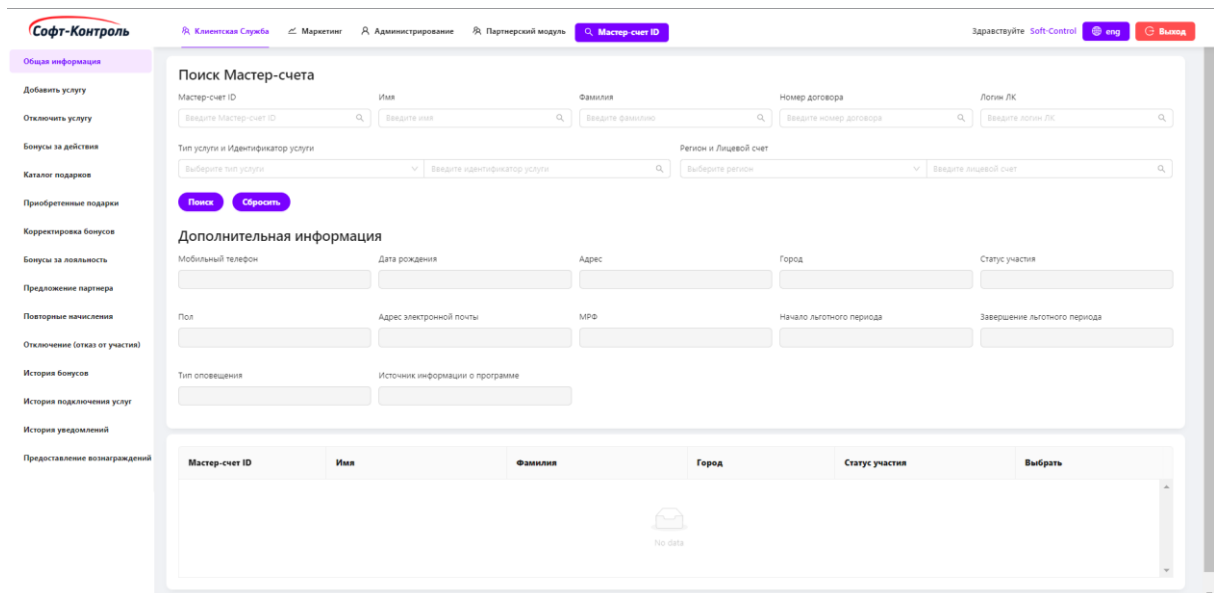 Софт-Контроль
Клиентская Служба Маркетинг Администрирование Партнерский модуль Мастер-счет ID Здравствуйте Soft-Control eng Выход
Общая информация
Добавить услугу
Отключить услугу
Бонусы за действия
Каталог подарков
Приобретенные подарки
Корректировка бонусов
Бонусы за лояльность
Предложение партнера
Повторные начисления
Отключение (отказ от участия)
История бонусов
История подключения услуг
История уведомлений
Предоставление вознаграждений
Поиск Мастер-счета
Мастер-счет ID Имя Фамилия Номер договора Логин ЛК
Введите Мастер-счет ID Введите имя Введите фамилию Введите номер договора Введите логин ЛК
Тип услуги и Идентификатор услуги Регион и Лицевой счет
Выберите тип услуги Введите идентификатор услуги Выберите регион Введите лицевой счет
Поиск Сбросить
Дополнительная информация
Мобильный телефон Дата рождения Адрес Город Статус участия
Пол Адрес электронной почты МРФ Начало льготного периода Завершение льготного периода
Тип оповещения Источник информации о программе
Мастер-счет ID Имя Фамилия Город Статус участия Выбрать
No data